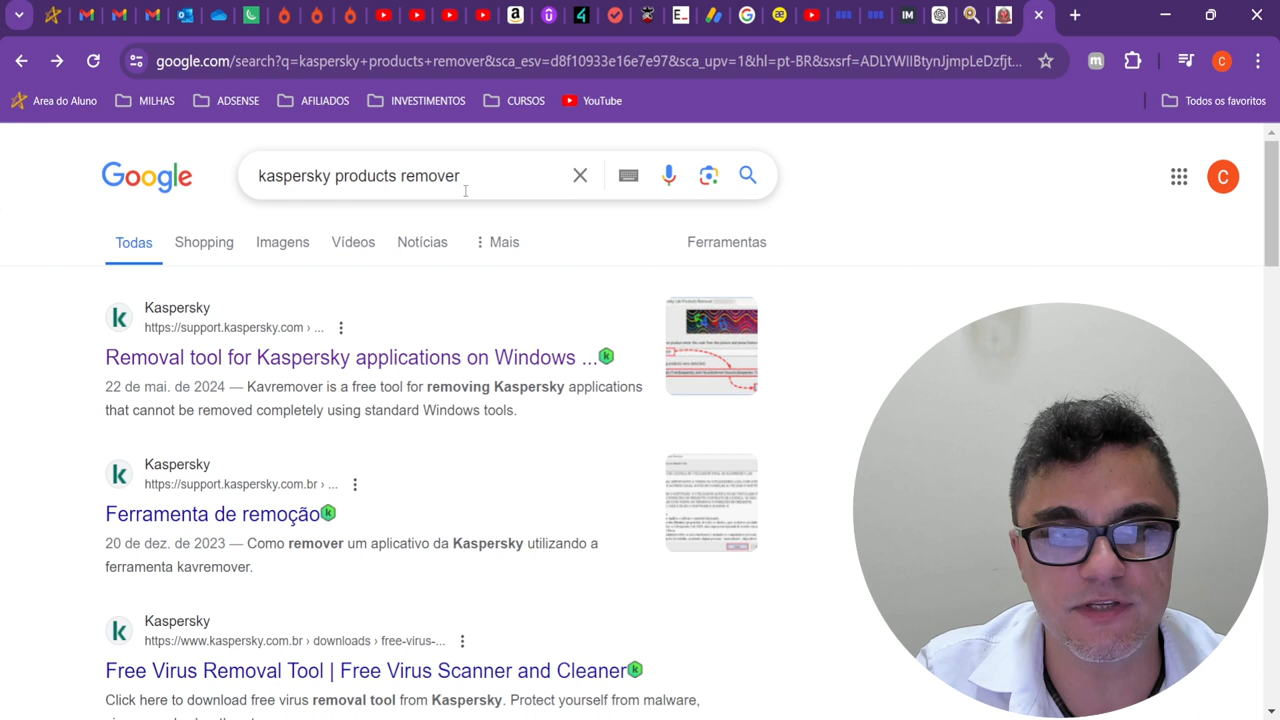 google.com/search?q=kaspersky+products+remover&sca_esv=d8f10933e16e7e97&sca_upv=1&hl=pt-BR&sxsrf=ADLYWIIBtynJjmpLeDzfjt...
C
Area do Aluno
MILHAS
ADSENSE
AFILIADOS
INVESTIMENTOS
CURSOS
YouTube
Todos os favoritos
Google
kaspersky products remover
C
Todas
Shopping
Imagens
Vídeos
Notícias
Mais
Ferramentas
Kaspersky
https://support.kaspersky.com › ...
Removal tool for Kaspersky applications on Windows ...
22 de mai. de 2024 — Kavremover is a free tool for removing Kaspersky applications
that cannot be removed completely using standard Windows tools.
Kaspersky
https://support.kaspersky.com.br › ...
Ferramenta de remoção
20 de dez. de 2023 —
um aplicativo da Kaspersky utilizando a
ferramenta kavremover.
Kaspersky
https://www.kaspersky.com.br › downloads › free-virus-...
Free Virus Removal Tool | Free Virus Scanner and Cleaner
Click here to download free virus removal tool from Kaspersky. Protect yourself from malware,